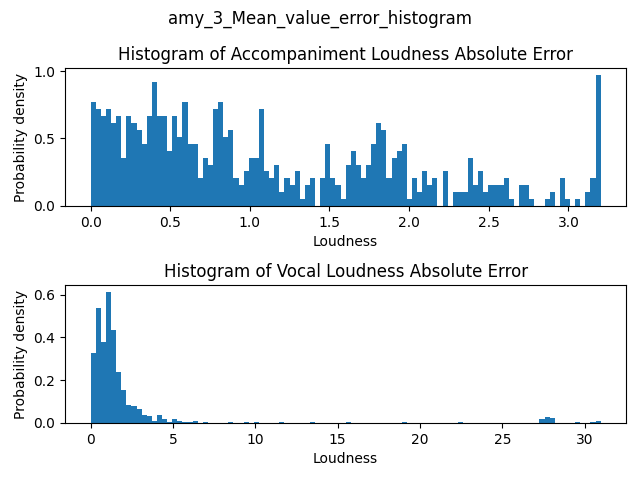 amy_3_Mean_value_error_histogram
Histogram of Accompaniment Loudness Absolute Error
Probability density
1.0
0.5
0.0
0.0 0.5 1.0 1.5 2.0 2.5 3.0
Loudness
Histogram of Vocal Loudness Absolute Error
Probability density
0.6
0.4
0.2
0.0
0 5 10 15 20 25 30
Loudness